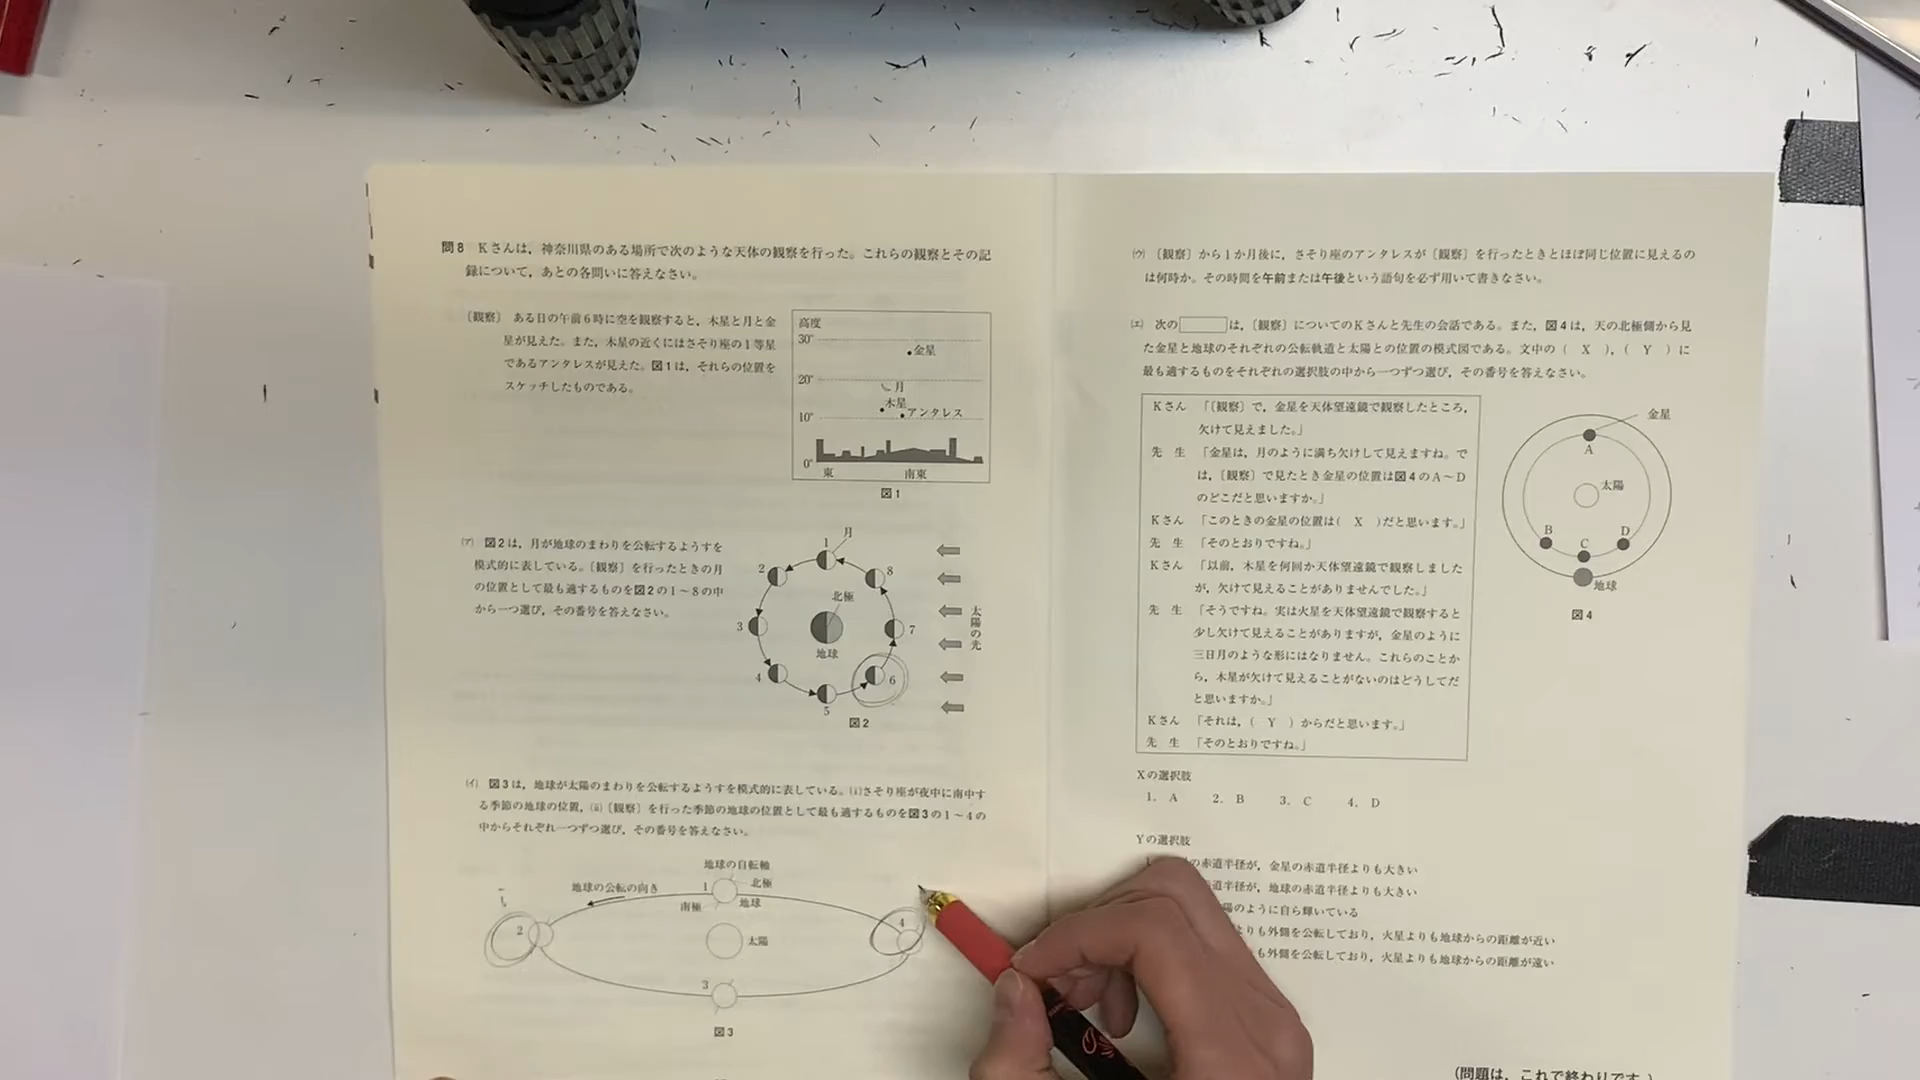 問8 Kさんは，神奈川県のある場所で次のような天体の観察を行った。これらの観察とその記
録について，あとの各問いに答えなさい。
〔観察〕 ある日の午前6時に空を観察すると，木星と月と金
星が見えた。また，木星の近くにはさそり座の1等星
であるアンタレスが見えた。図1は，それらの位置を
スケッチしたものである。
高度
30°
金星
20°
月
木星
アンタレス
10°
0°
東
南東
図1
(ア) 図2は，月が地球のまわりを公転するようすを
模式的に表している。〔観察〕を行ったときの月
の位置として最も適するものを図2の1～8の中
から一つ選び，その番号を答えなさい。
月
1
2
8
北極
3
7
地球
4
6
5
太陽の光
図2
(イ) 図3は，地球が太陽のまわりを公転するようすを模式的に表している。(i)さそり座が夜中に南中す
る季節の地球の位置，(ii)〔観察〕を行った季節の地球の位置として最も適するものを図3の1～4の
中からそれぞれ一つずつ選び，その番号を答えなさい。
地球の自転軸
地球の公転の向き
1
北極
南極
地球
2
太陽
4
3
図3
(ウ) 〔観察〕から1か月後に，さそり座のアンタレスが〔観察〕を行ったときとほぼ同じ位置に見えるの
は何時か。その時間を午前または午後という語句を必ず用いて書きなさい。
(エ) 次の は，〔観察〕についてのKさんと先生の会話である。また，図4は，天の北極側から見
た金星と地球のそれぞれの公転軌道と太陽との位置の模式図である。文中の( X )，( Y )に
最も適するものをそれぞれの選択肢の中から一つずつ選び，その番号を答えなさい。
Kさん 「〔観察〕で，金星を天体望遠鏡で観察したところ，
欠けて見えました。」
先 生 「金星は，月のように満ち欠けして見えますね。で
は，〔観察〕で見たとき金星の位置は図4のA～D
のどこだと思いますか。」
Kさん 「このときの金星の位置は( X )だと思います。」
先 生 「そのとおりですね。」
Kさん 「以前，木星を何回か天体望遠鏡で観察しました
が，欠けて見えることがありませんでした。」
先 生 「そうですね。実は火星を天体望遠鏡で観察すると
少し欠けて見えることがありますが，金星のように
三日月のような形にはなりません。これらのことか
ら，木星が欠けて見えることがないのはどうしてだ
と思いますか。」
Kさん 「それは，( Y )からだと思います。」
先 生 「そのとおりですね。」
金星
A
太陽
B
D
C
地球
図4
Xの選択肢
1． A 2． B 3． C 4． D
Yの選択肢
の赤道半径が，金星の赤道半径よりも大きい
半径が，地球の赤道半径よりも大きい
陽のように自ら輝いている
よりも外側を公転しており，火星よりも地球からの距離が近い
も外側を公転しており，火星よりも地球からの距離が遠い
(問題は，これで終わりです。)